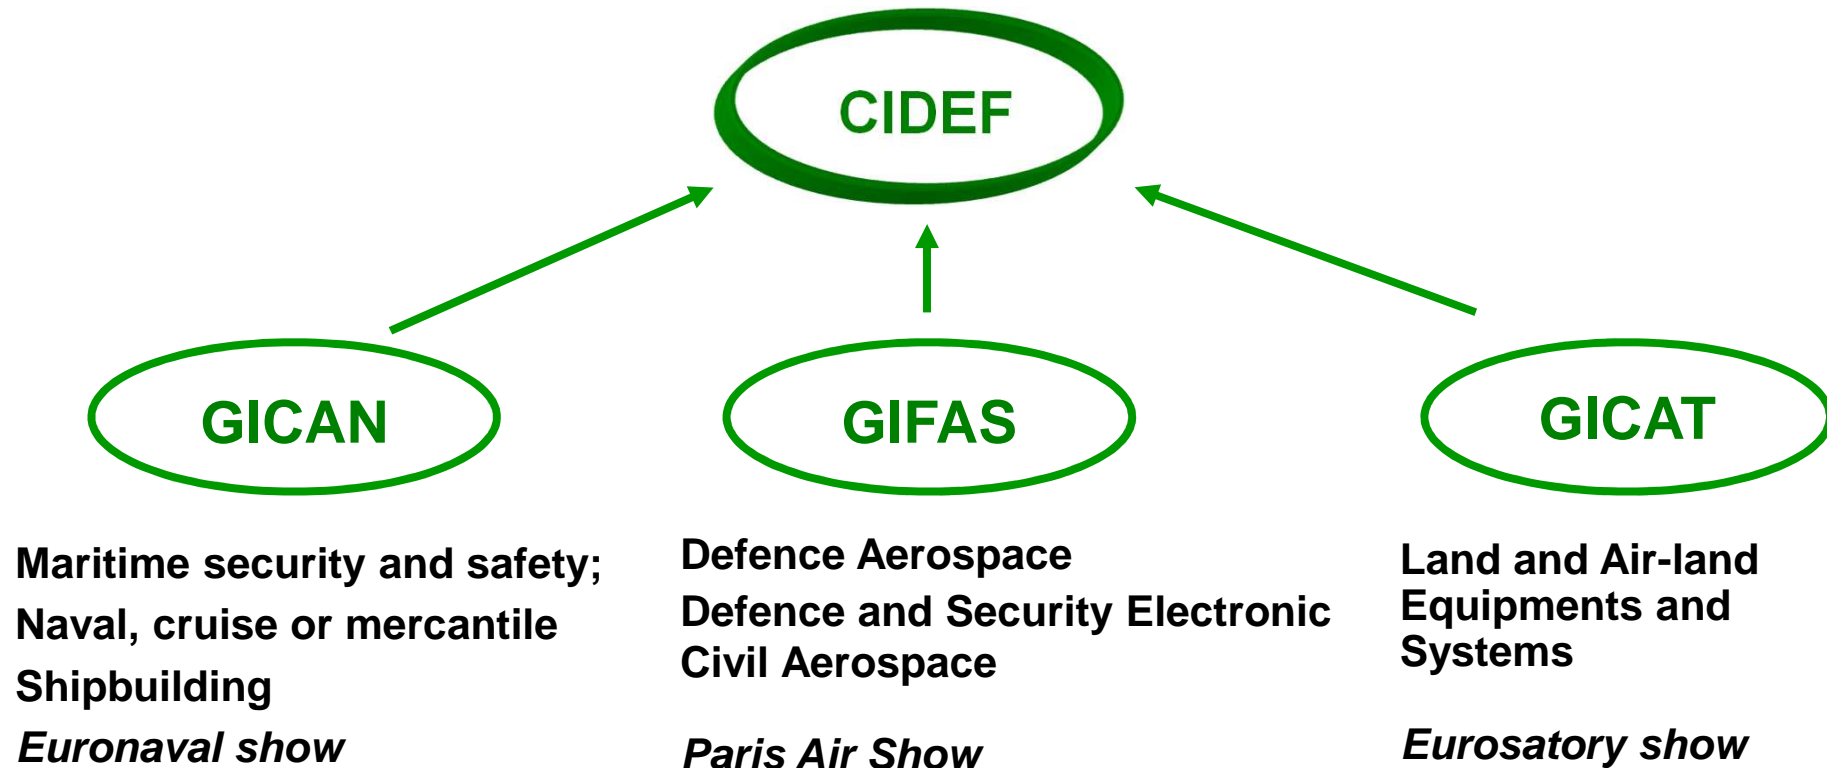 CIDEF
GICAN
GIFAS
GICAT
Maritime security and safety;
Naval, cruise or mercantile
Shipbuilding
Euronaval show
Defence Aerospace
Defence and Security Electronic
Civil Aerospace
Paris Air Show
Land and Air-land
Equipments and
Systems
Eurosatory show